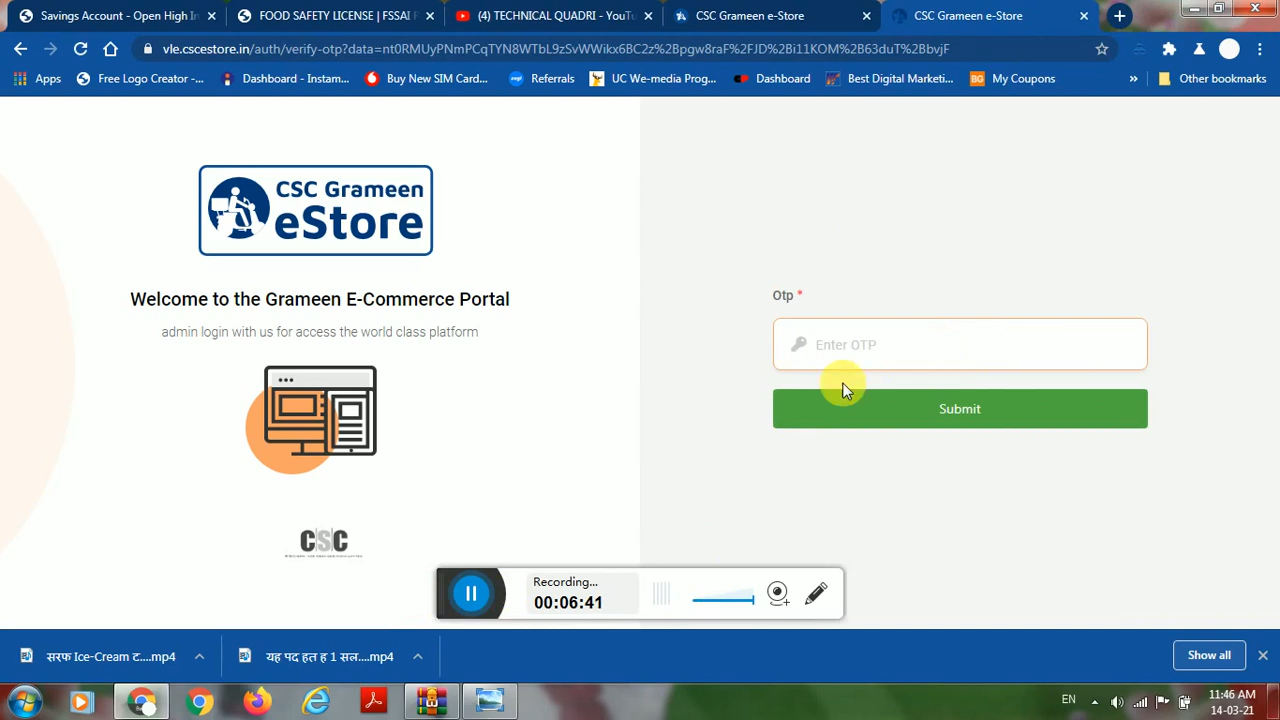 Savings Account - Open High In
FOOD SAFETY LICENSE | FSSAI R
(4) TECHNICAL QUADRI - YouTu
CSC Grameen e-Store
CSC Grameen e-Store
vle.cscestore.in/auth/verify-otp?data=nt0RMUyPNmPCqTYN8WTbL9zSvWWikx6BC2z%2Bpgw8raF%2FJD%2Bi11KOM%2B63duT%2BbvjF
Apps
Free Logo Creator -...
Dashboard - Instam...
Buy New SIM Card...
Referrals
UC We-media Prog...
Dashboard
Best Digital Marketi...
BG My Coupons
»
Other bookmarks
CSC Grameen
eStore
Welcome to the Grameen E-Commerce Portal
admin login with us for access the world class platform
CSC
Otp *
Enter OTP
Submit
Recording...
00:06:41
सरफ Ice-Cream ट....mp4
यह पद हत ह 1 सल....mp4
Show all
EN
11:46 AM
14-03-21